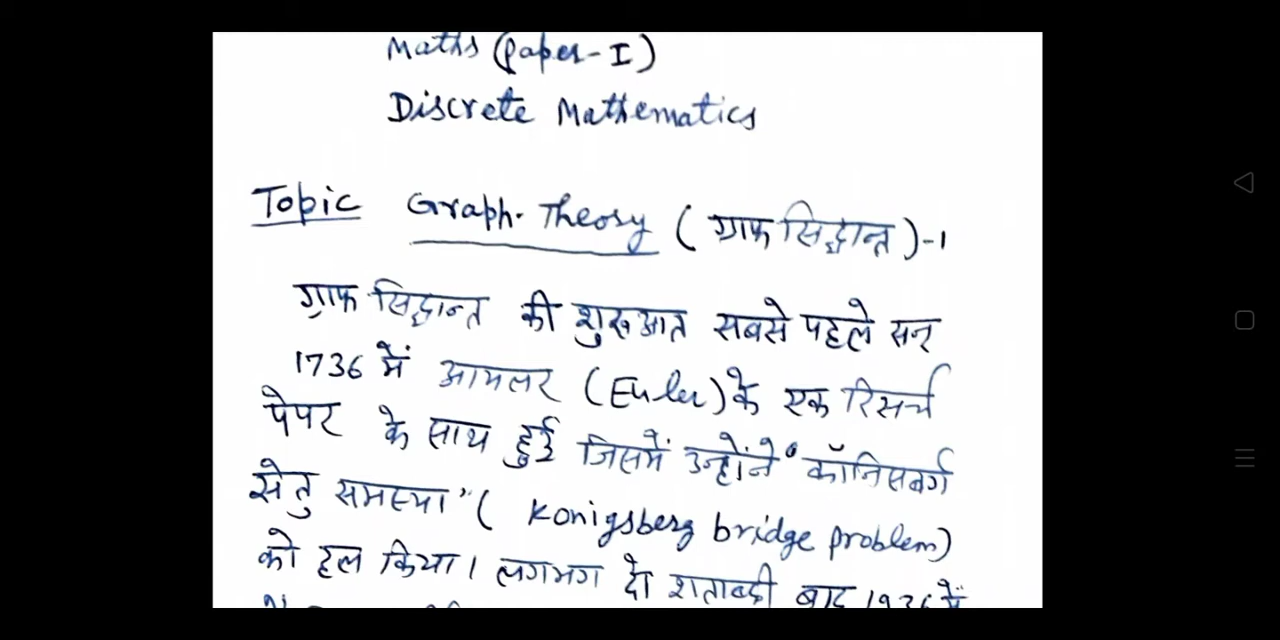 Maths (Paper-I)
Discrete Mathematics
Topic Graph-Theory (ग्राफ सिद्धान्त)-1
ग्राफ सिद्धान्त की शुरुआत सबसे पहले सन
1736 में आयलर (Euler) के एक रिसर्च
पेपर के साथ हुई जिसमें उन्होंने "कॉनिसबर्ग
सेतु समस्या" ( Konigsberg bridge problem)
को हल किया। लगभग दो शताब्दी बाद 1936 में